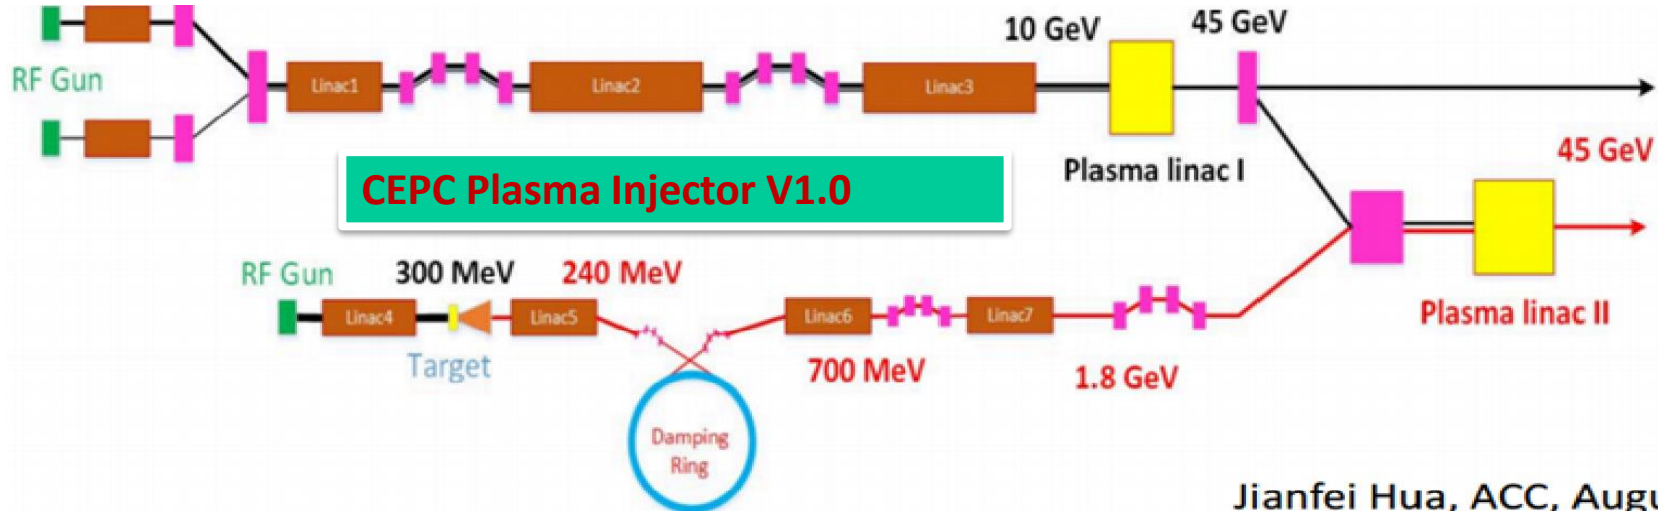 10 GeV
45 GeV
RF Gun
Linac1
Linac2
Linac3
45 GeV
Plasma linac I
CEPC Plasma Injector V1.0
RF Gun
300 MeV
240 MeV
Linac4
Linac5
Linac6
Linac7
Plasma linac II
Target
700 MeV
1.8 GeV
Damping
Ring
Jianfei Hua, ACC,